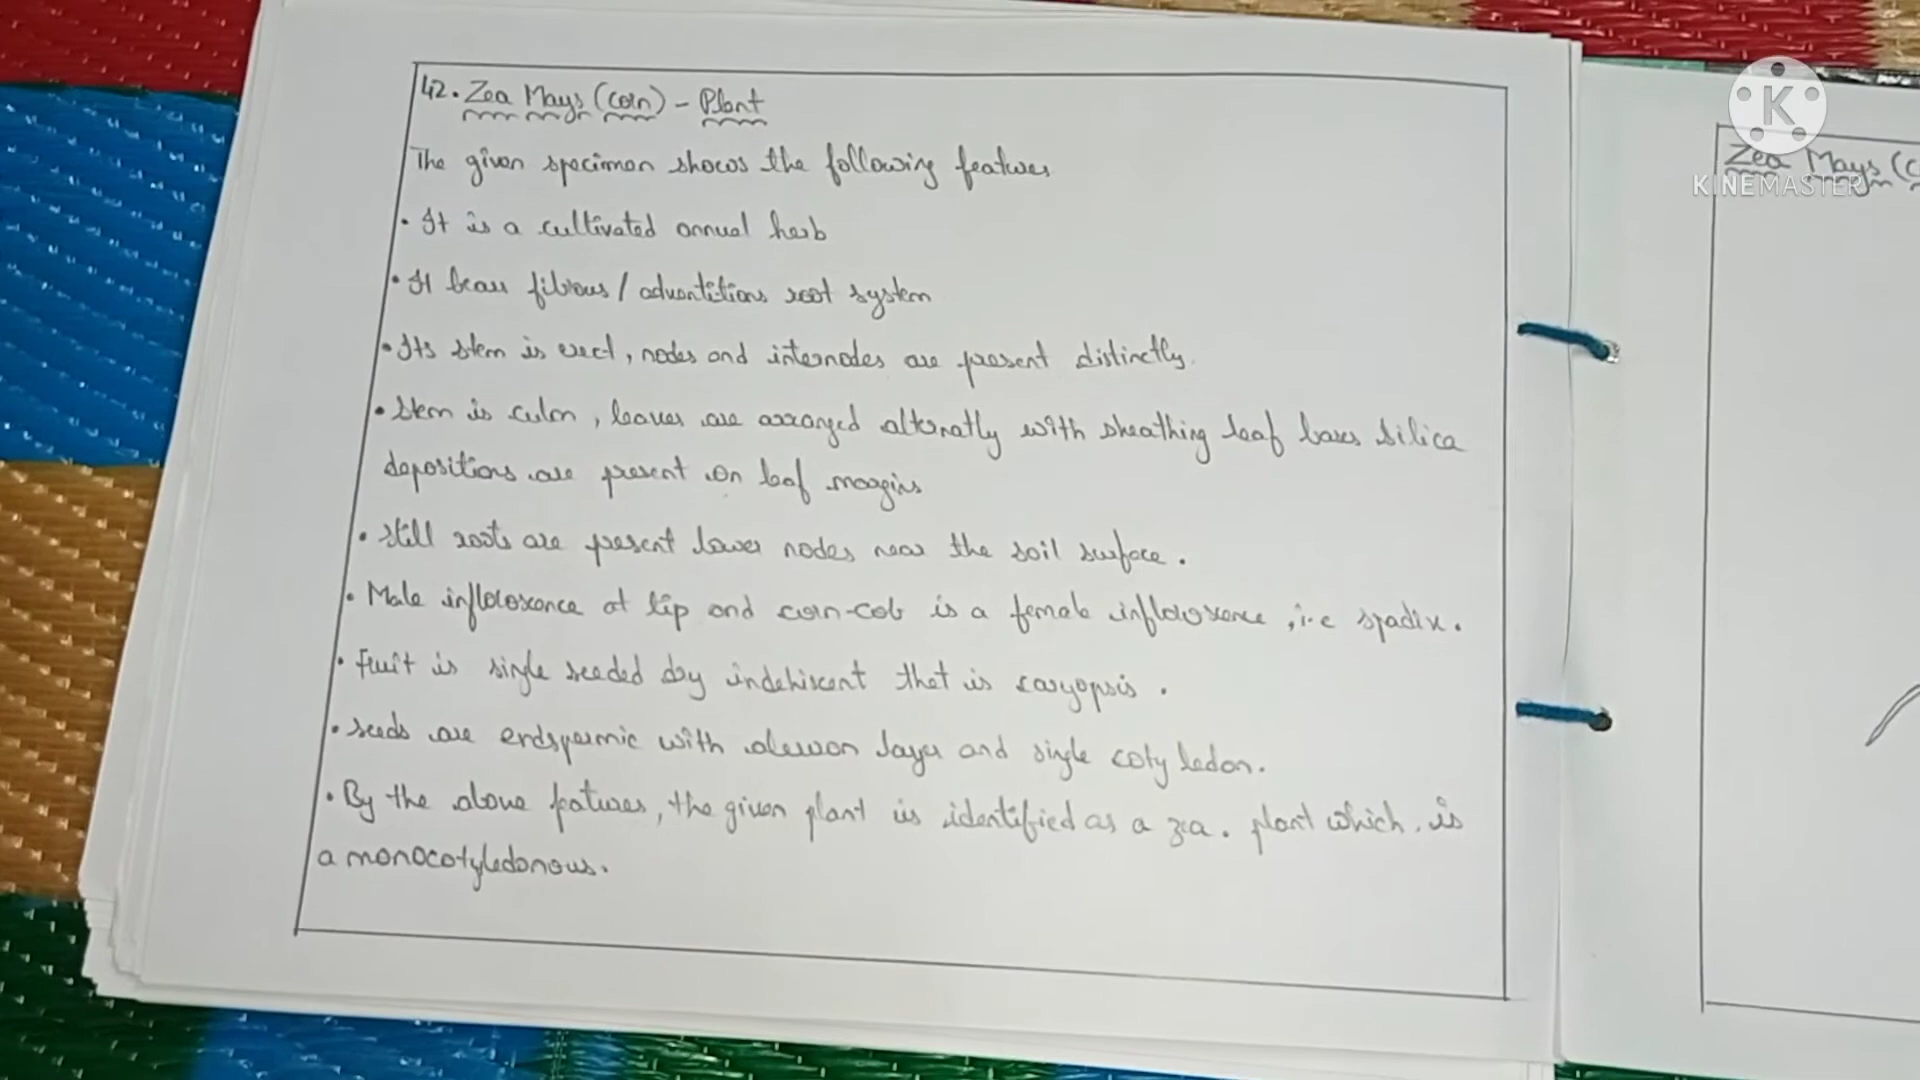 42. Zea Mays (corn) - Plant
The given specimen shows the following features
• It is a cultivated annual herb
• It bears fibrous / adventitious root system
• Its stem is erect, nodes and internodes are present distinctly.
• Stem is culm, leaves are arranged alternatly with sheathing leaf bases silica
depositions are present on leaf margins
• Still roots are present lower nodes near the soil surface.
• Male infloroscence at tip and corn-cob is a female infloroscence, i.e spadix.
• Fruit is single seeded dry indehiscent that is caryopsis.
• seeds are endspermic with aleuron layer and single cotyledon.
• By the above features, the given plant is identified as a zea. plant which is
a monocotyledonous.
Zea Mays (c
K
KINEMASTER